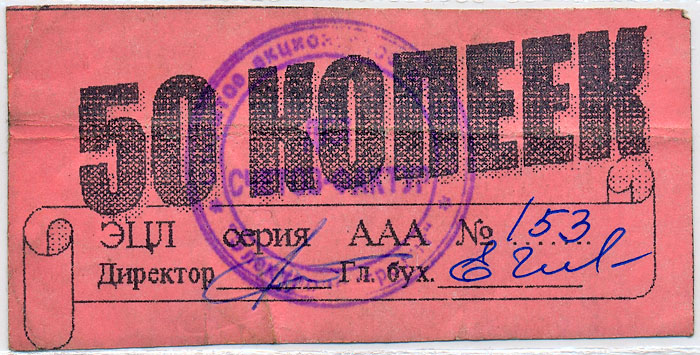 50 КОПЕЕК
ЭЦЛ серия ААА № 153
Директор Гл. бух.